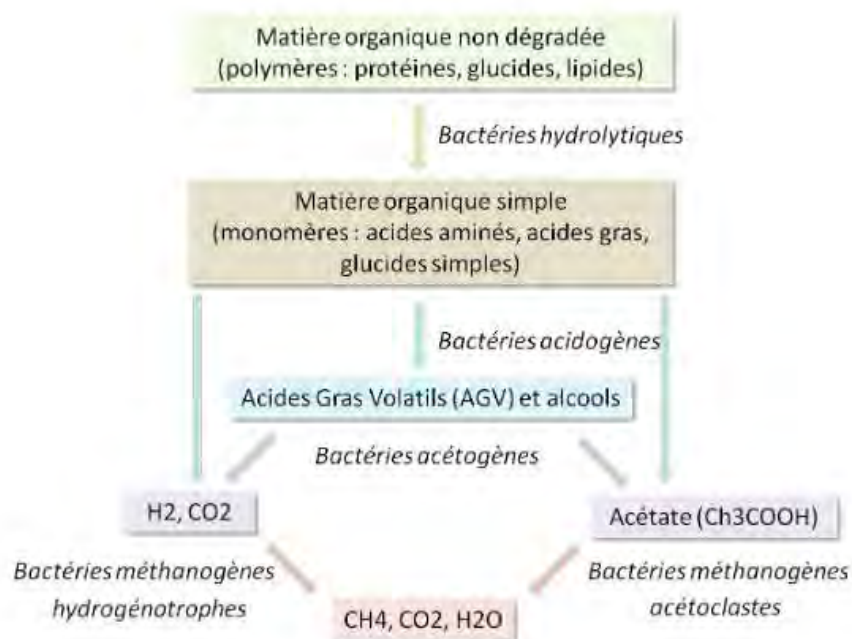 Matière organique non dégradée
(polymères : protéines, glucides, lipides)
Bactéries hydrolytiques
Matière organique simple
(monomères : acides aminés, acides gras,
glucides simples)
Bactéries acidogènes
Acides Gras Volatils (AGV) et alcools
Bactéries acétogènes
H2, CO2
Acétate (Ch3COOH)
Bactéries méthanogènes
hydrogénotrophes
Bactéries méthanogènes
acétoclastes
CH4, CO2, H2O